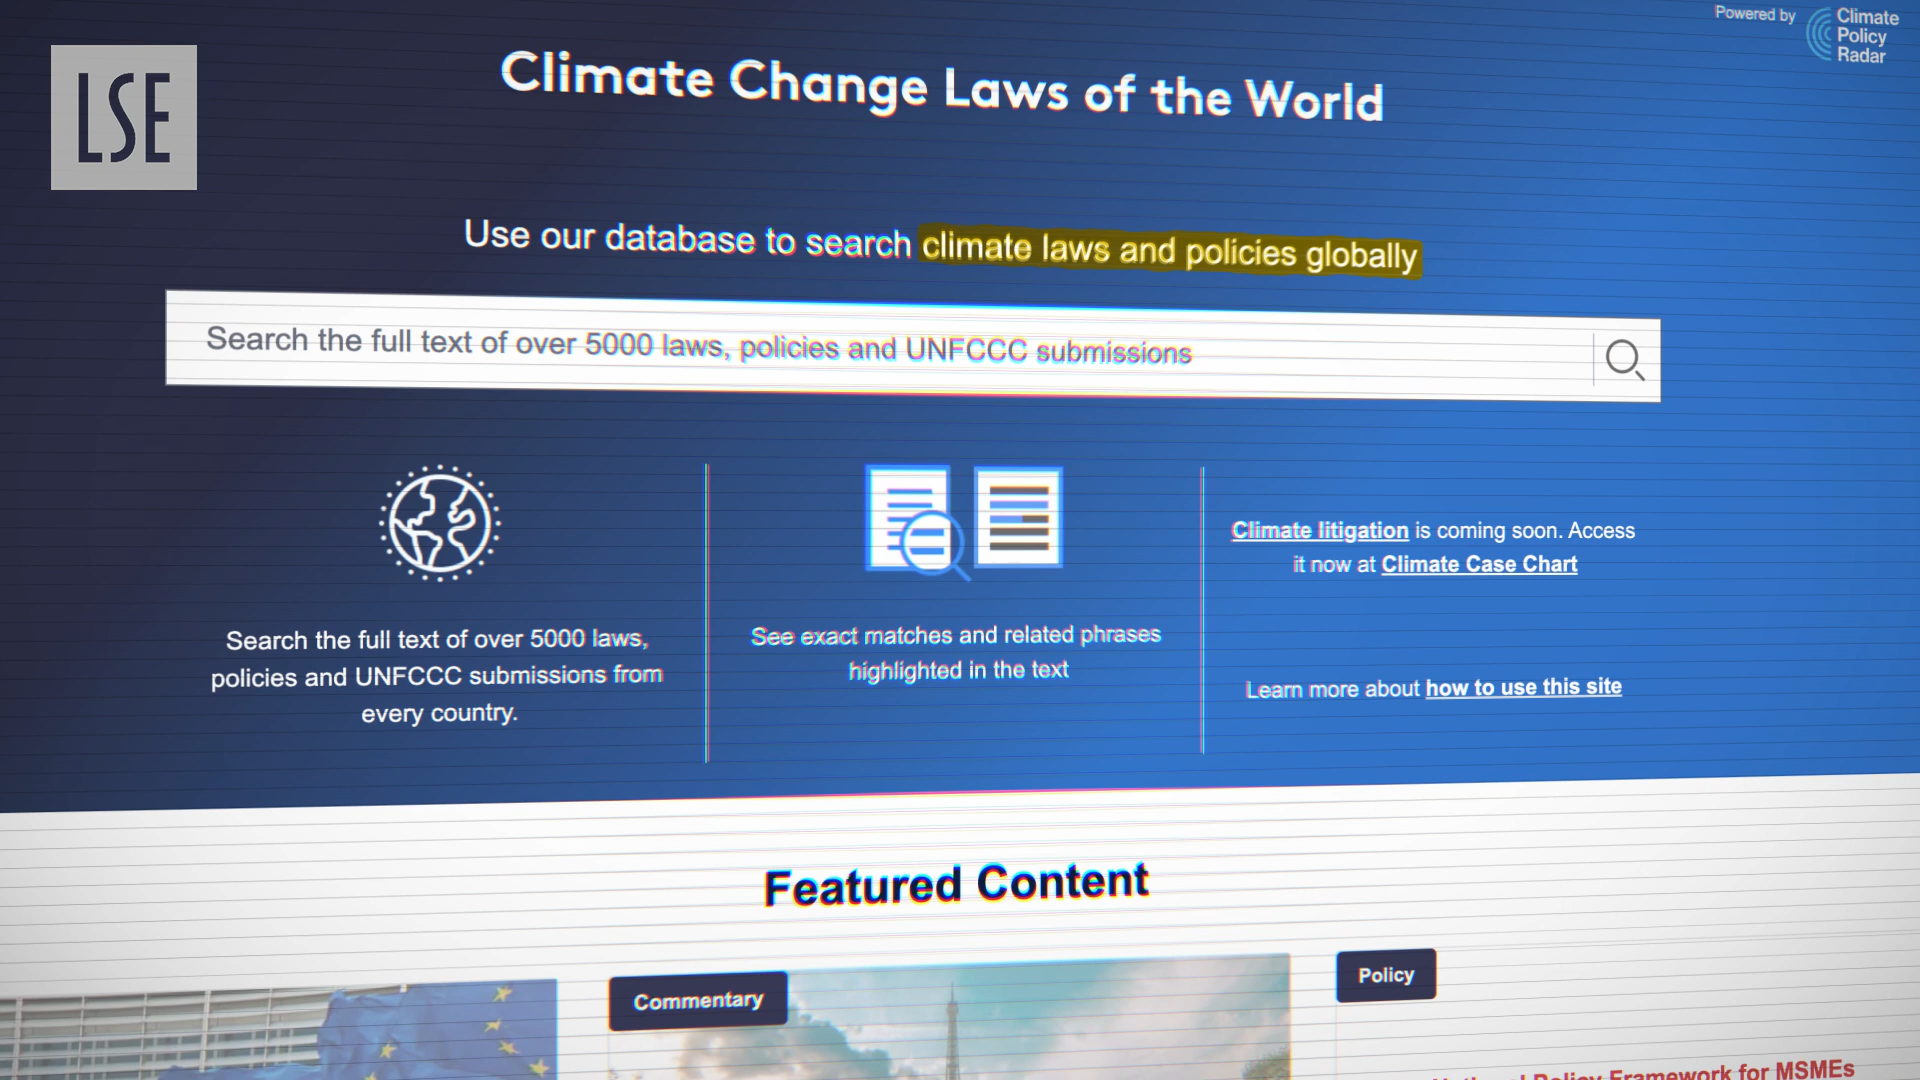 Powered by
Climate
Policy
Radar
LSE
Climate Change Laws of the World
Use our database to search climate laws and policies globally
Search the full text of over 5000 laws, policies and UNFCCC submissions
Search the full text of over 5000 laws,
policies and UNFCCC submissions from
every country.
See exact matches and related phrases
highlighted in the text
Climate litigation is coming soon. Access
it now at Climate Case Chart
Learn more about how to use this site
Featured Content
Commentary
Policy
Policy Framework for MSMEs